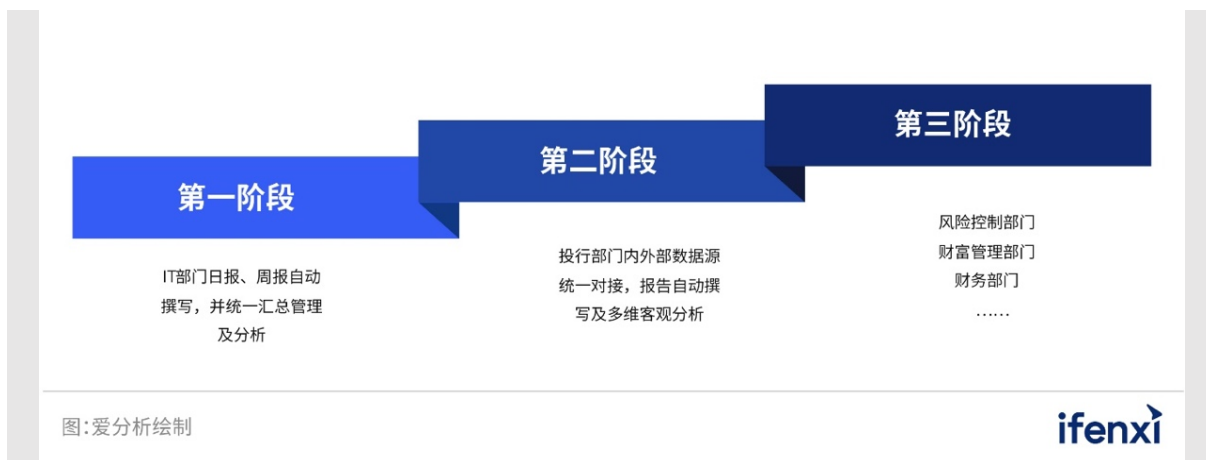 第三阶段
第二阶段
第一阶段
IT部门日报、周报自动
撰写，并统一汇总管理
及分析
投行部门内外部数据源
统一对接，报告自动撰
写及多维客观分析
风险控制部门
财富管理部门
财务部门
……
图:爱分析绘制
ifenxi